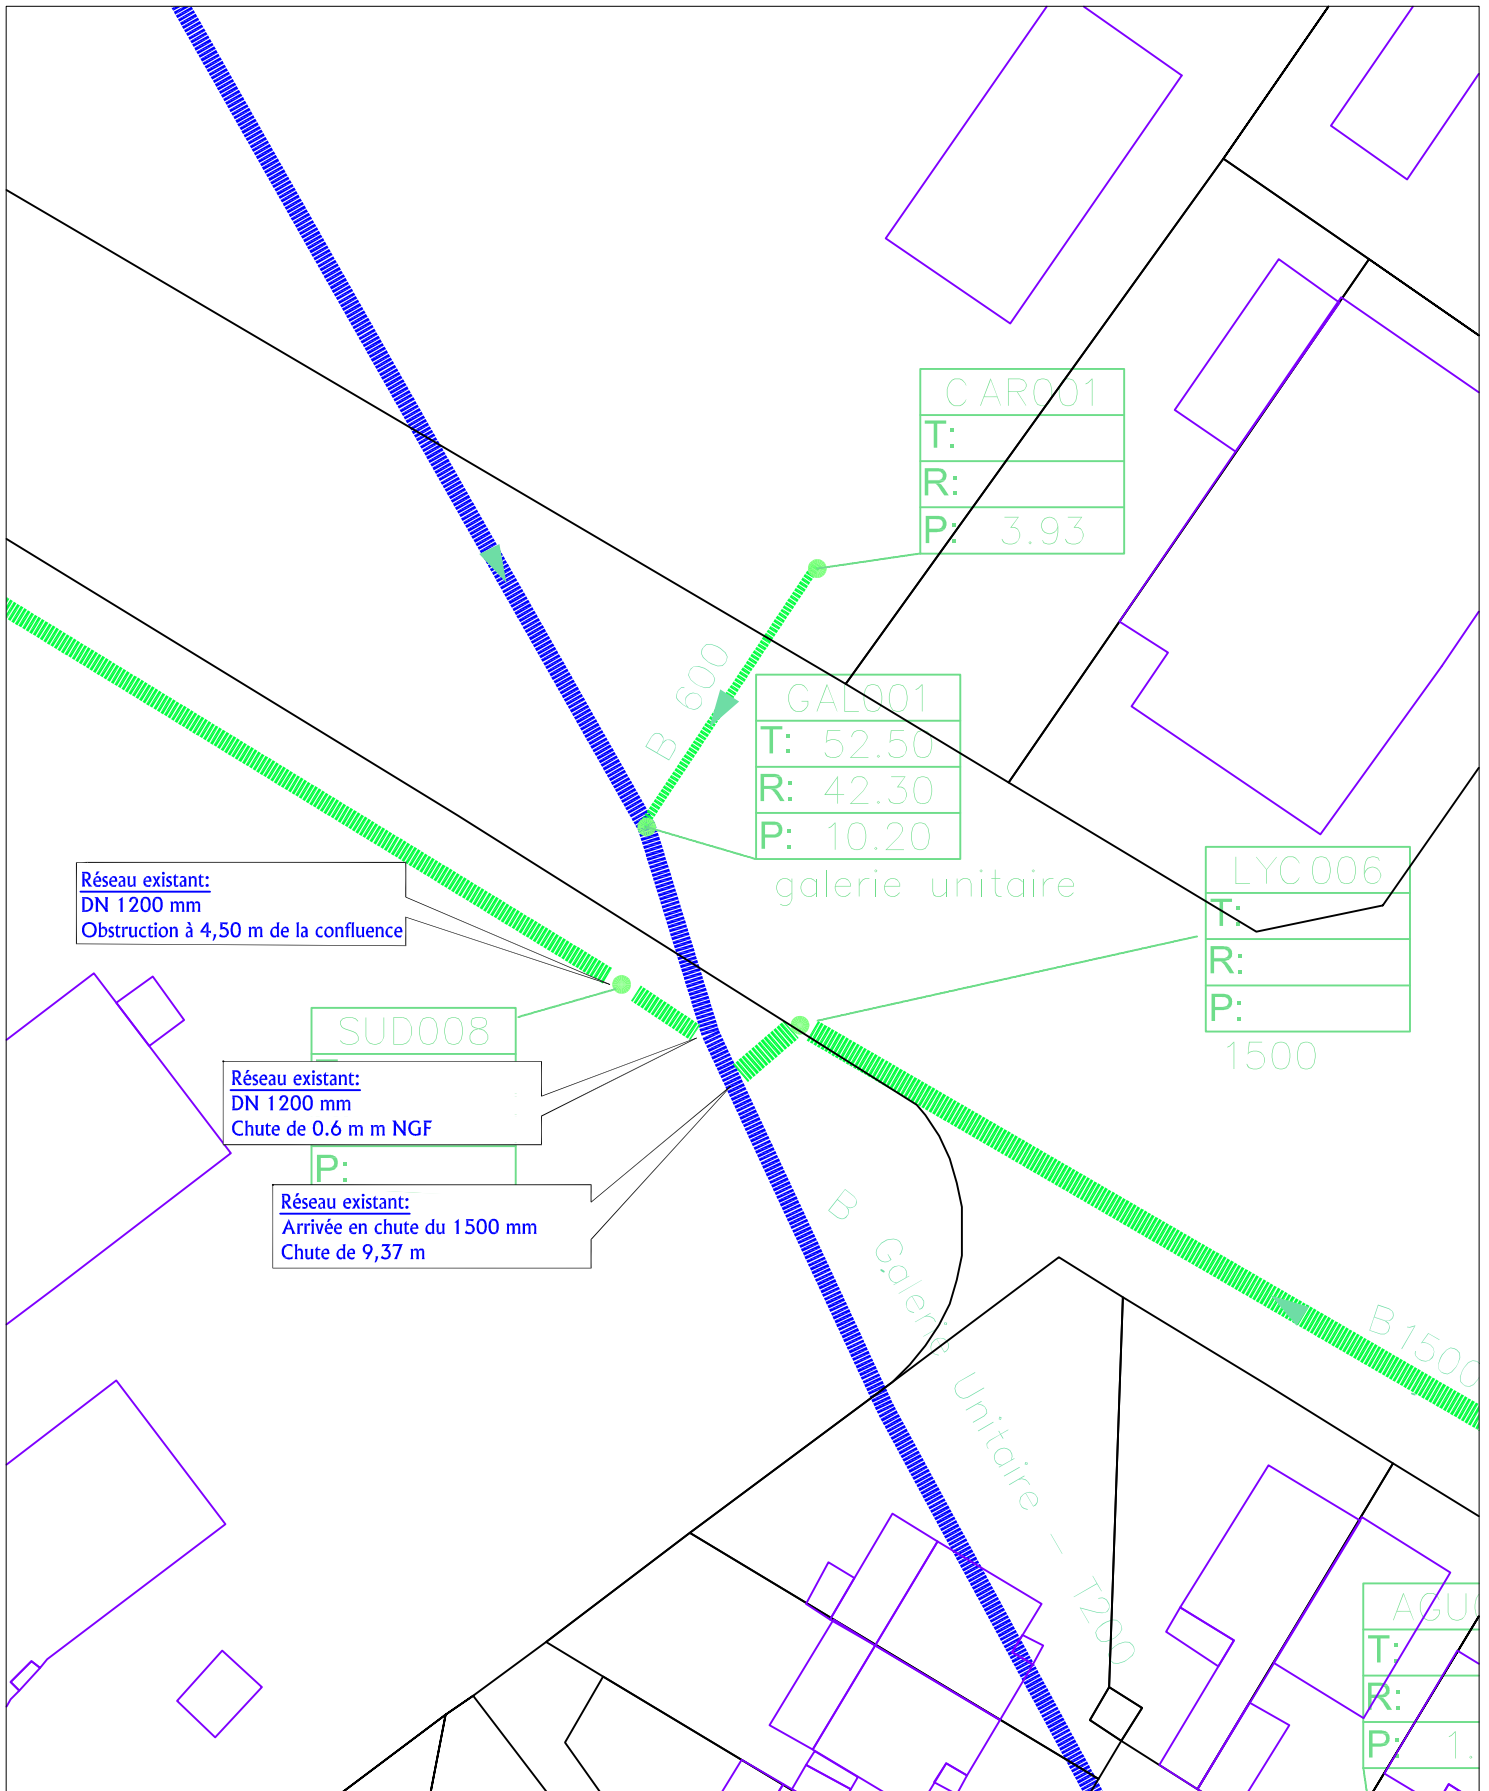 CAR001
T:
R:
P: 3.93
B 600
GAL001
T: 52.50
R: 42.30
P: 10.20
galerie unitaire
LYC006
T:
R:
P:
1500
Réseau existant:
DN 1200 mm
Obstruction à 4,50 m de la confluence
SUD008
Réseau existant:
DN 1200 mm
Chute de 0.6 m m NGF
P:
Réseau existant:
Arrivée en chute du 1500 mm
Chute de 9,37 m
B Galerie Unitaire - T200
B 1500
AGU
T:
R:
P: 1.